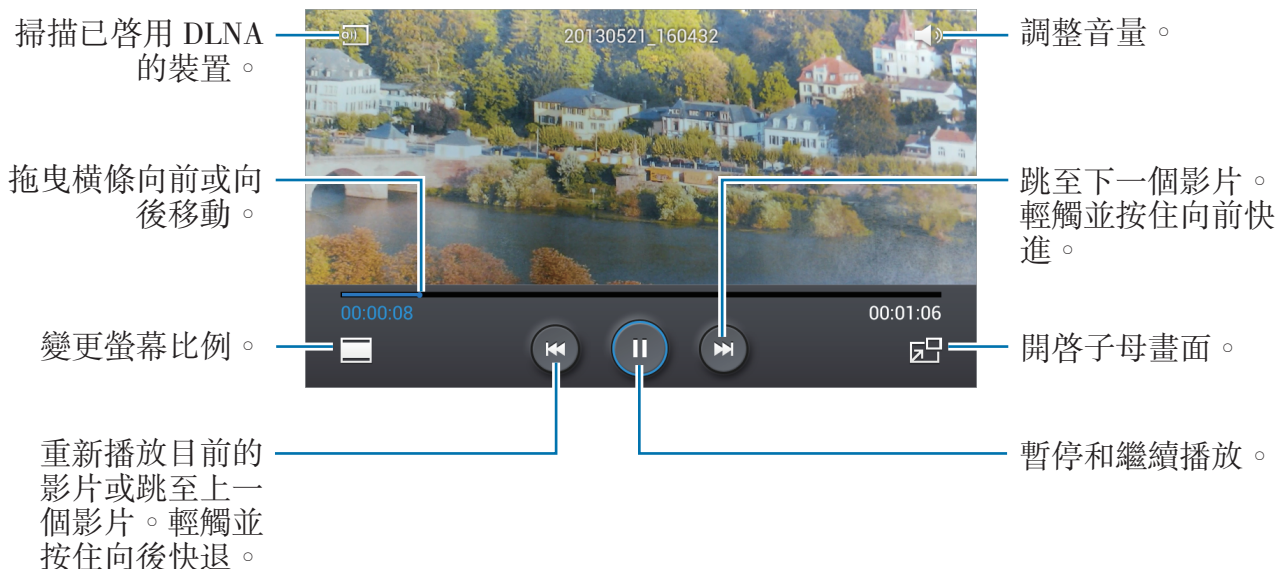 掃描已啓用 DLNA
的裝置。
20130521_160432
調整音量。
拖曳橫條向前或向
後移動。
跳至下一個影片。
輕觸並按住向前快
進。
00:00:08
00:01:06
變更螢幕比例。
開啓子母畫面。
重新播放目前的
影片或跳至上一
個影片。輕觸並
按住向後快退。
暫停和繼續播放。